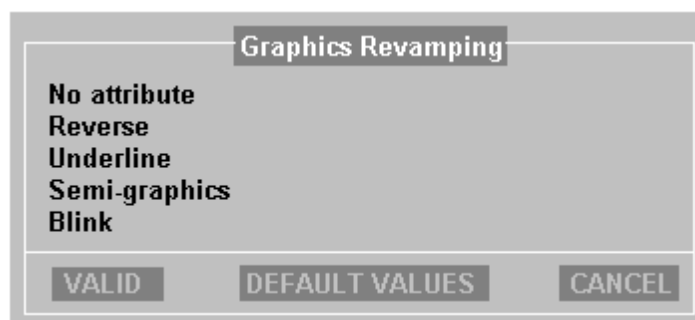 Graphics Revamping
No attribute
Reverse
Underline
Semi-graphics
Blink
VALID DEFAULT VALUES CANCEL